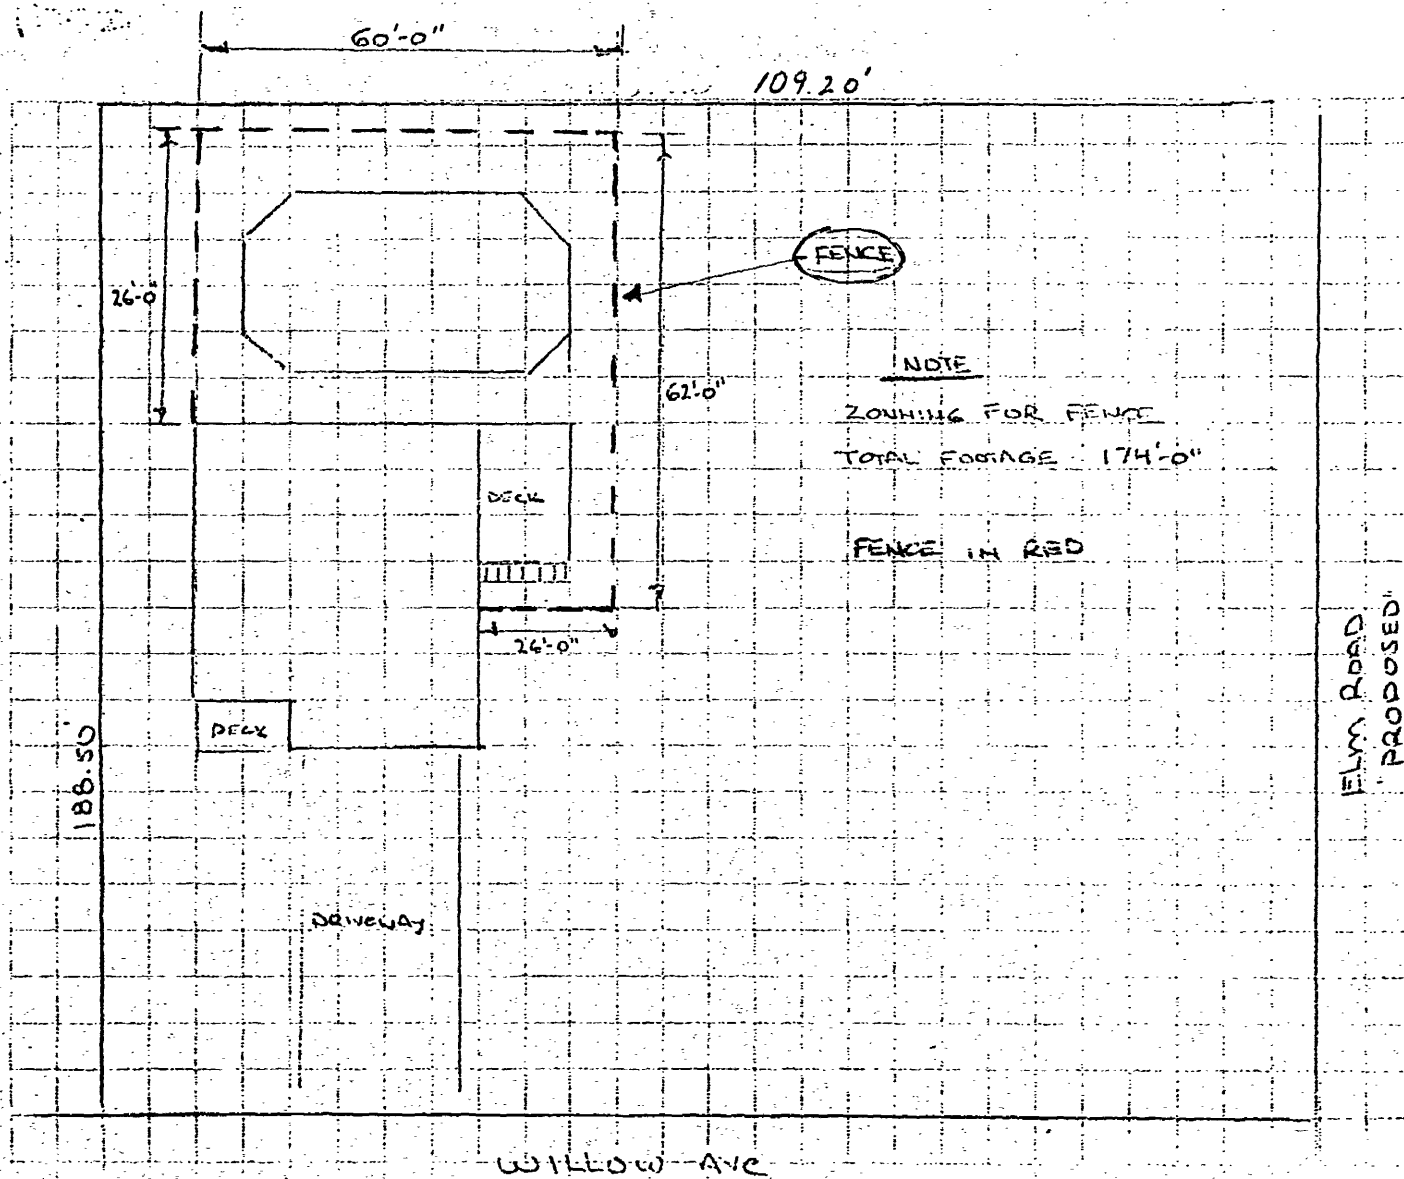 60'-0"
109.20'
FENCE
26'-0"
NOTE
62'-0"
ZONNING FOR FENCE
TOTAL FOOTAGE 174'-0"
DECK
FENCE IN RED
26'-0"
ELM ROAD
"PROPOSED"
DECK
188.50'
DRIVEWAY
WILLOW AVE